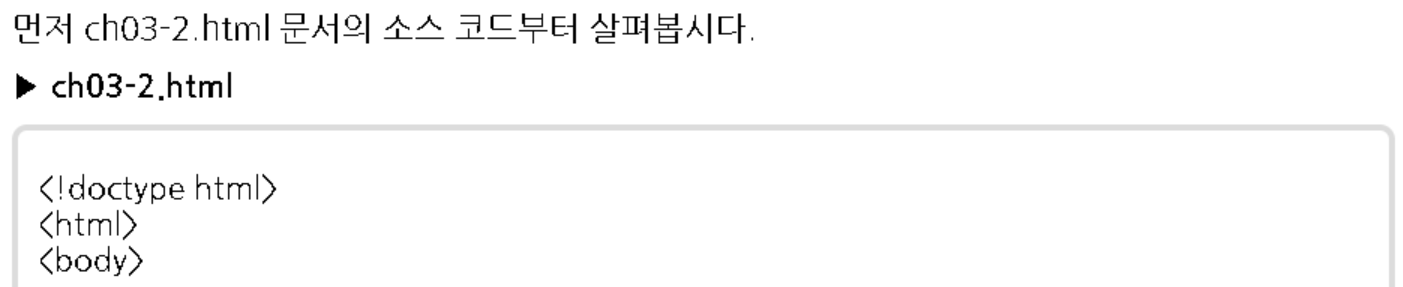 먼저 ch03-2.html 문서의 소스 코드부터 살펴봅시다.
▶ ch03-2.html
<!doctype html>
<html>
<body>